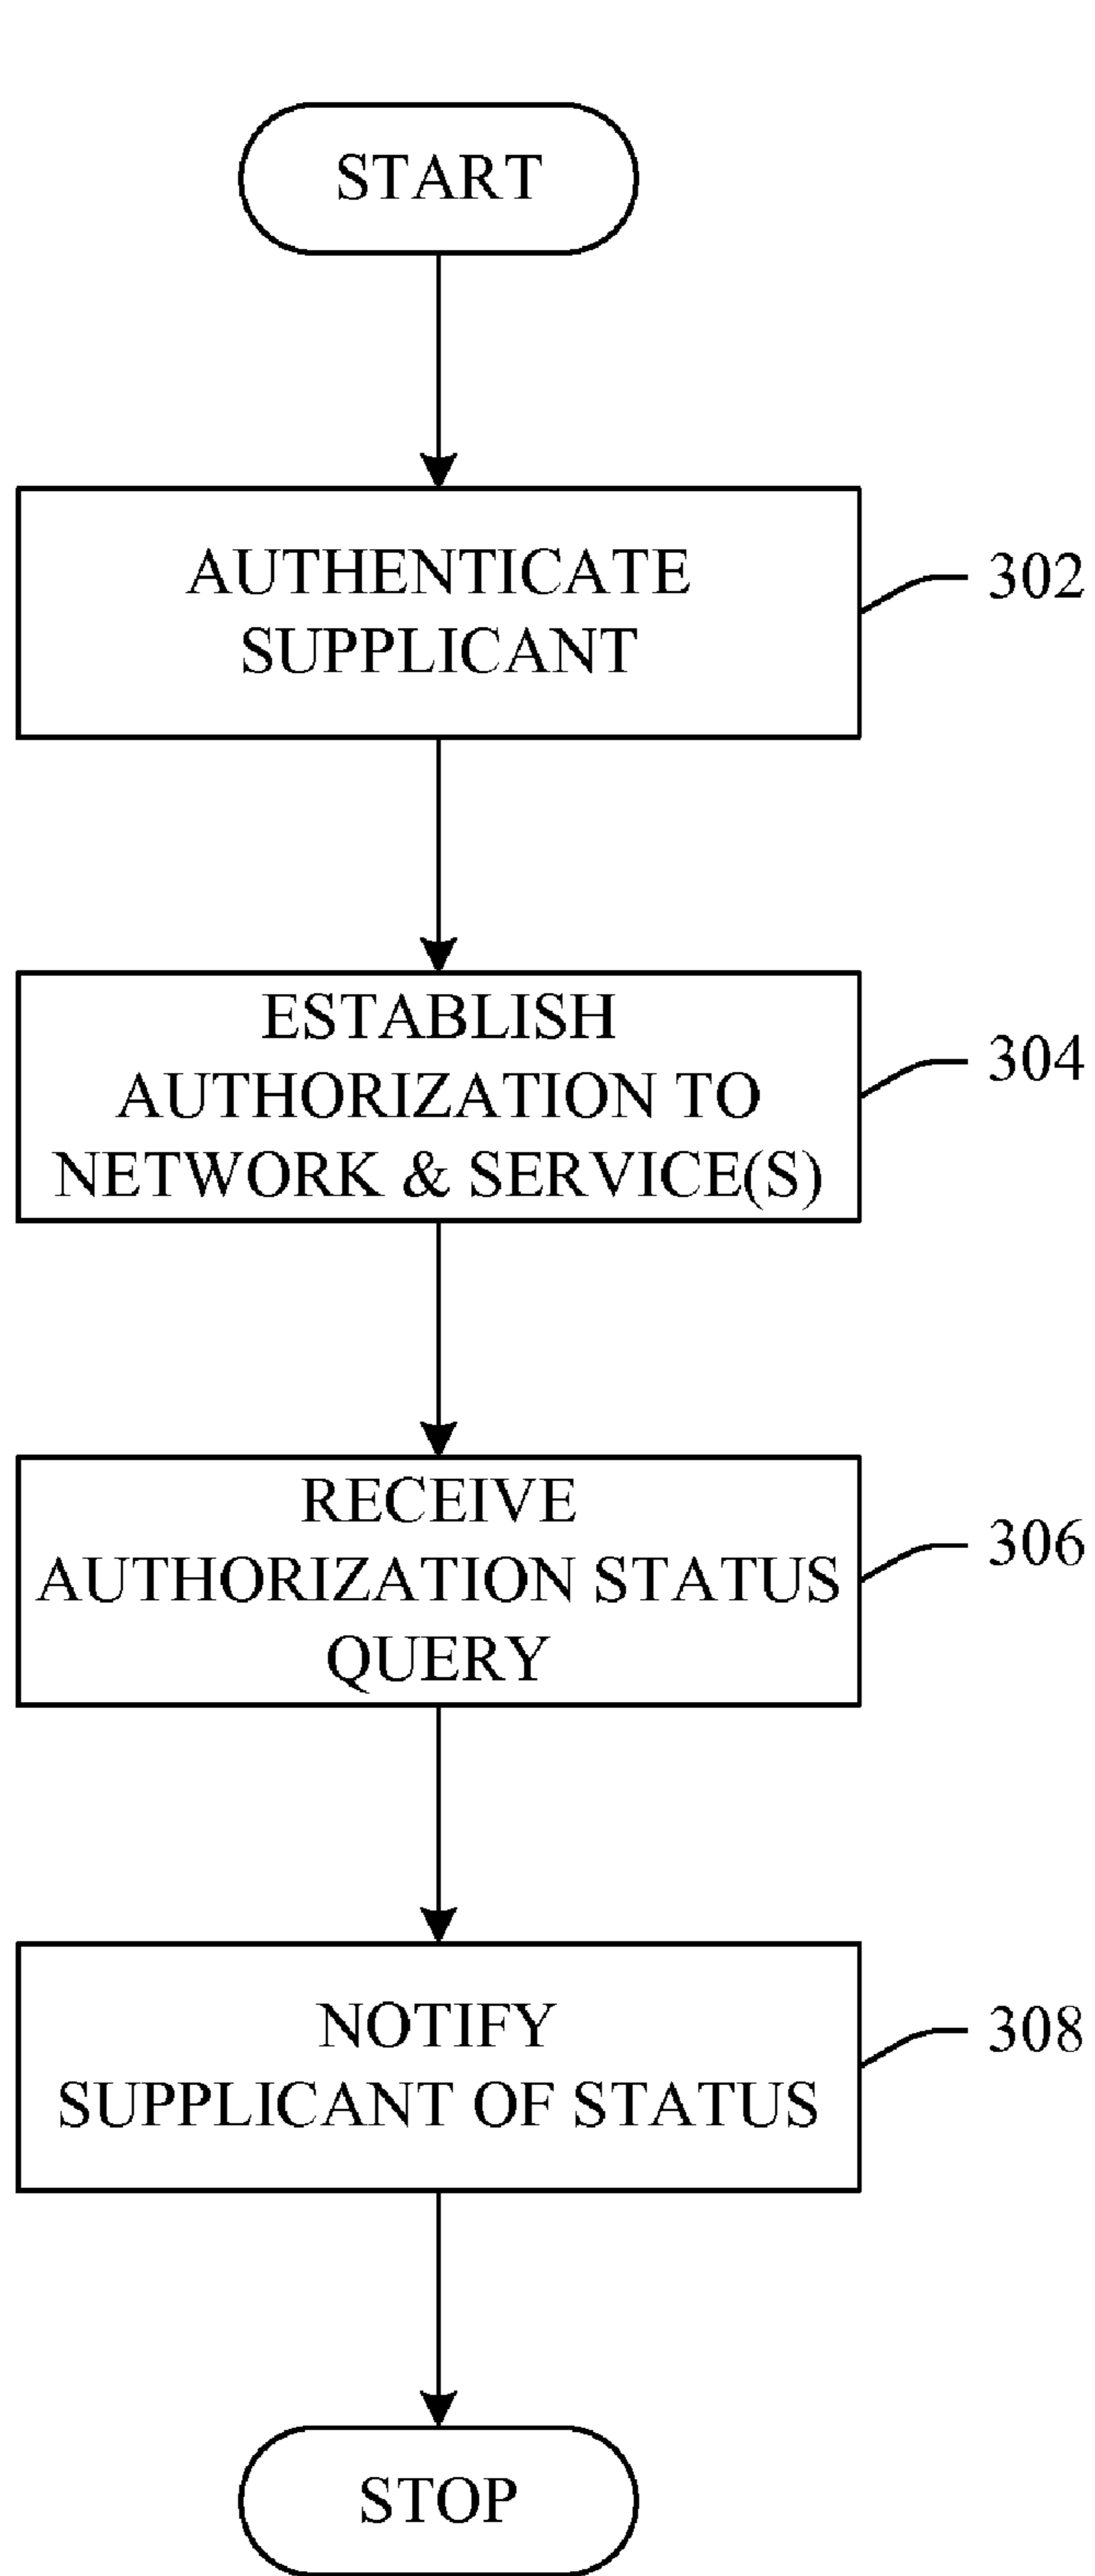 START
AUTHENTICATE
SUPPLICANT
302
ESTABLISH
AUTHORIZATION TO
NETWORK & SERVICE(S)
304
RECEIVE
AUTHORIZATION STATUS
QUERY
306
NOTIFY
SUPPLICANT OF STATUS
308
STOP